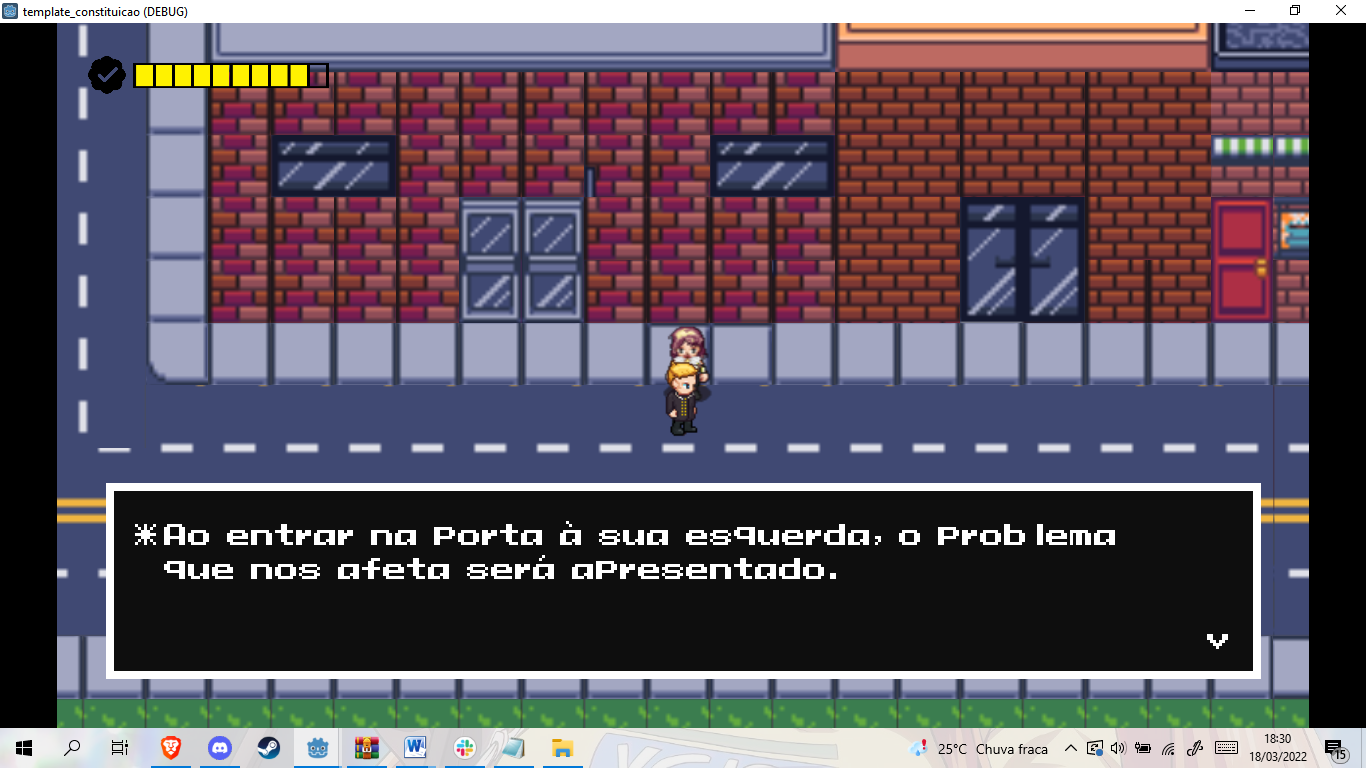 template_constituicao (DEBUG)
*Ao entrar na porta à sua esquerda, o problema
que nos afeta será apresentado.
25°C Chuva fraca
18:30
18/03/2022
15